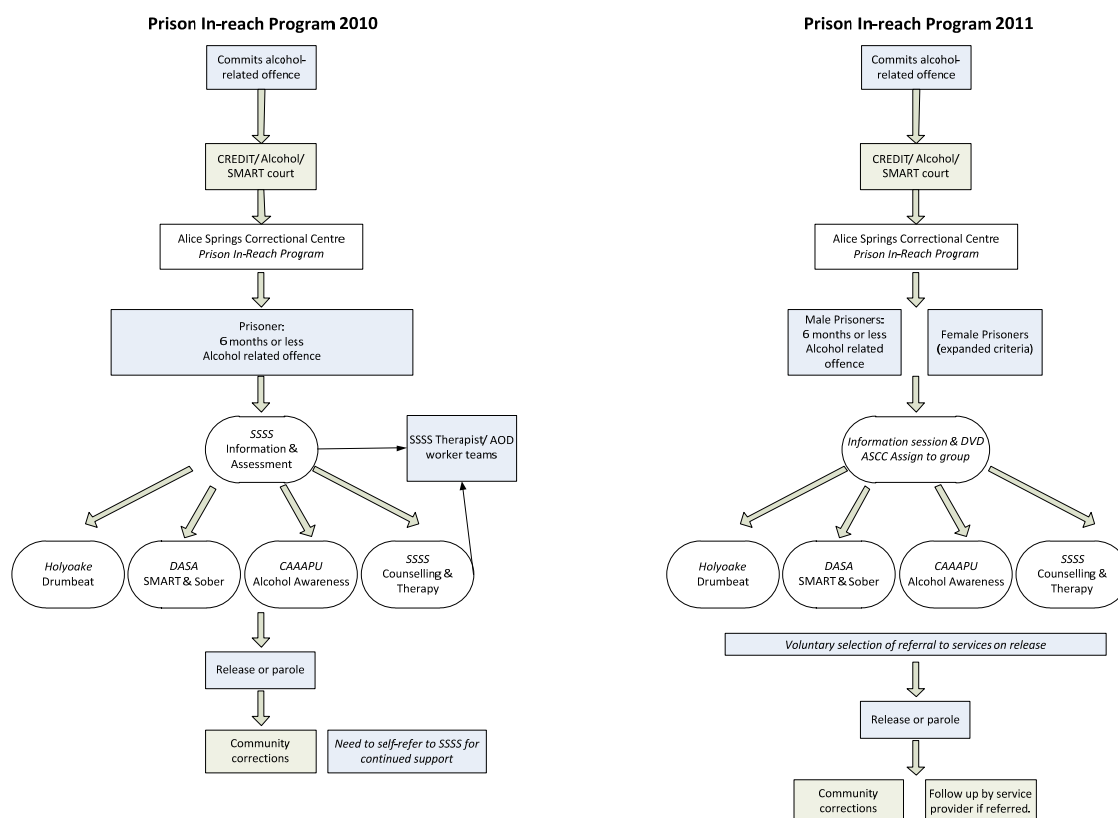 Prison In-reach Program 2010
Commits alcohol-
related offence
CREDIT/ Alcohol/
SMART court
Alice Springs Correctional Centre
Prison In-Reach Program
Prisoner:
6 months or less
Alcohol related offence
SSSS
Information &
Assessment
SSSS Therapist/ AOD
worker teams
Holyoake
Drumbeat
DASA
SMART & Sober
CAAAPU
Alcohol Awareness
SSSS
Counselling &
Therapy
Release or parole
Community
corrections
Need to self-refer to SSSS for
continued support
Prison In-reach Program 2011
Commits alcohol-
related offence
CREDIT/ Alcohol/
SMART court
Alice Springs Correctional Centre
Prison In-Reach Program
Male Prisoners:
6 months or less
Alcohol related
offence
Female Prisoners
(expanded criteria)
Information session & DVD
ASCC Assign to group
Holyoake
Drumbeat
DASA
SMART & Sober
CAAAPU
Alcohol Awareness
SSSS
Counselling &
Therapy
Voluntary selection of referral to services on release
Release or parole
Community
corrections
Follow up by service
provider if referred.